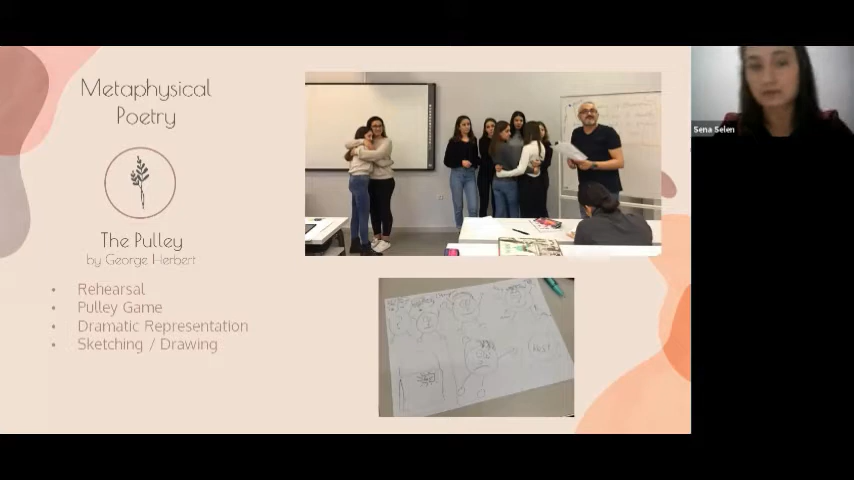 Metaphysical
Poetry
The Pulley
by George Herbert
• Rehearsal
• Pulley Game
• Dramatic Representation
• Sketching / Drawing
Sena Selen